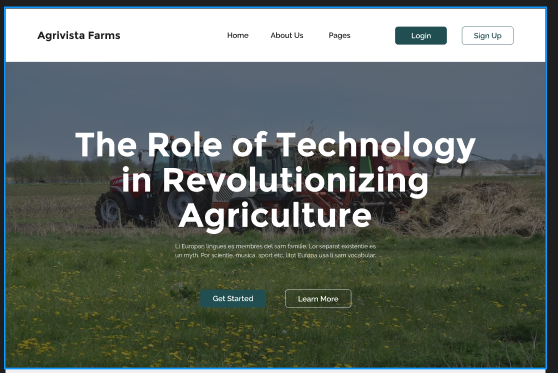 Agrivista Farms
Home About Us Pages Login Sign Up
The Role of Technology
in Revolutionizing
Agriculture
Li Europan lingues es membres del sam familie. Lor separat existentie es
un myth. Por scientie, musica, sport etc, litot Europa usa li sam vocabular.
Get Started Learn More